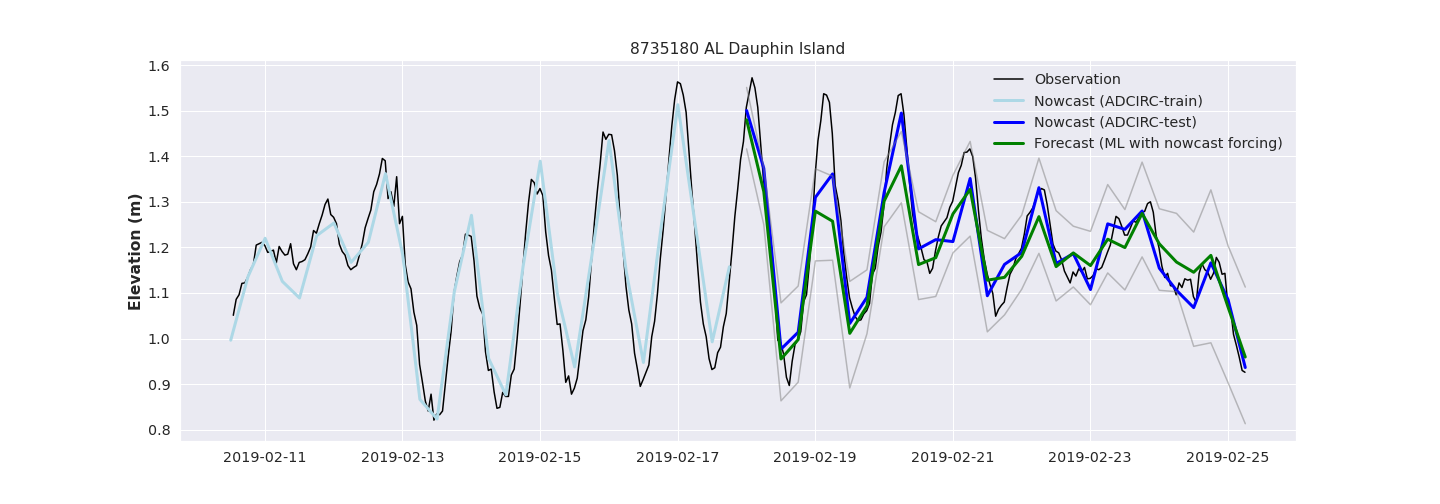 8735180 AL Dauphin Island
Elevation (m)
1.6
1.5
1.4
1.3
1.2
1.1
1.0
0.9
0.8
Observation
Nowcast (ADCIRC-train)
Nowcast (ADCIRC-test)
Forecast (ML with nowcast forcing)
2019-02-11
2019-02-13
2019-02-15
2019-02-17
2019-02-19
2019-02-21
2019-02-23
2019-02-25